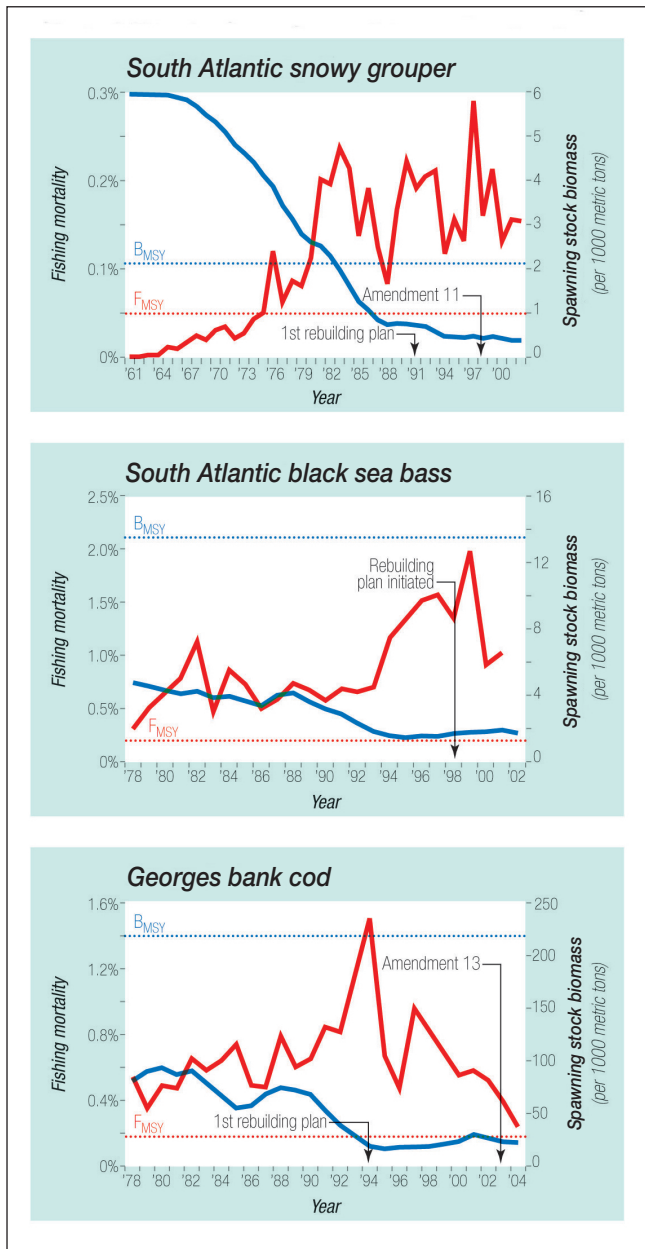 South Atlantic snowy grouper
0.3%
0.2%
0.1%
0%
Fishing mortality
BMSY
FMSY
Amendment 11
1st rebuilding plan
6
5
4
3
2
1
0
Spawning stock biomass
(per 1000 metric tons)
'61 '64 '67 '70 '73 '76 '79 '82 '85 '88 '91 '94 '97 '00
Year
South Atlantic black sea bass
2.5%
2.0%
1.5%
1.0%
0.5%
0%
Fishing mortality
BMSY
Rebuilding
plan initiated
FMSY
16
12
8
4
0
Spawning stock biomass
(per 1000 metric tons)
'78 '80 '82 '84 '86 '88 '90 '92 '94 '96 '98 '00 '02
Year
Georges bank cod
1.6%
1.2%
0.8%
0.4%
0%
Fishing mortality
BMSY
Amendment 13
FMSY
1st rebuilding plan
250
200
150
100
50
0
Spawning stock biomass
(per 1000 metric tons)
'78 '80 '82 '84 '86 '88 '90 '92 '94 '96 '98 '00 '02 '04
Year